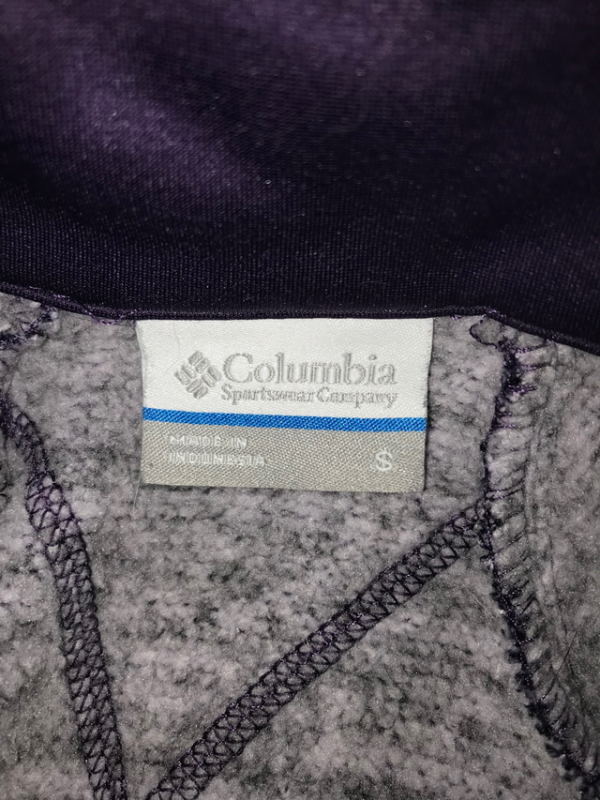 Columbia
Sportswear Company
MADE IN
INDONESIA
S